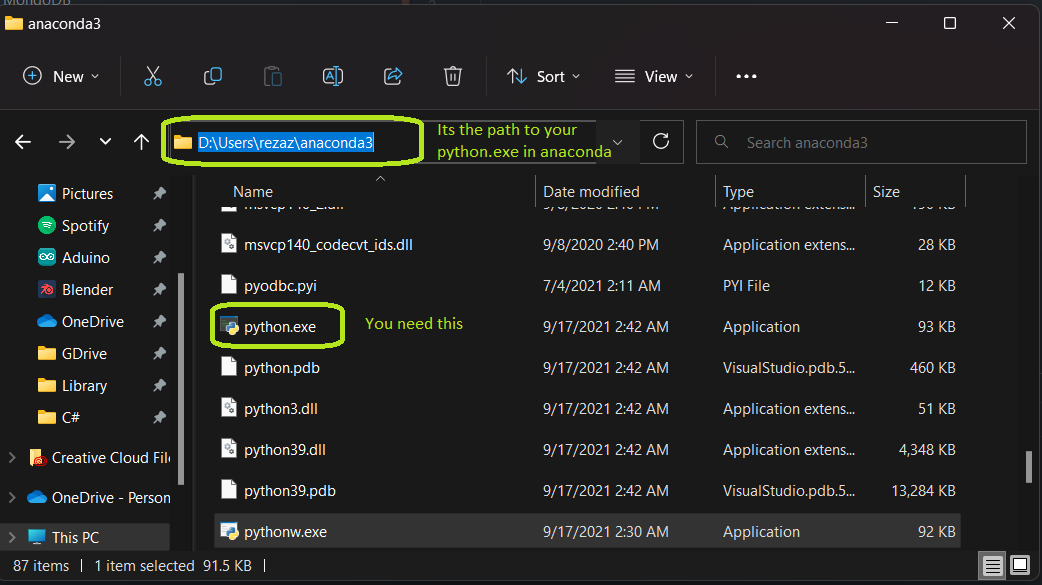 MongoDB
anaconda3
New
Sort
View
D:\Users\rezaz\anaconda3
Its the path to your
python.exe in anaconda
Search anaconda3
Name Date modified Type Size
Pictures
Spotify
Aduino
Blender
OneDrive
GDrive
Library
C#
Creative Cloud File
OneDrive - Person
This PC
msvcp140_codecvt_ids.dll 9/8/2020 2:40 PM Application extens... 28 KB
pyodbc.pyi 7/4/2021 2:11 AM PYI File 12 KB
python.exe You need this 9/17/2021 2:42 AM Application 93 KB
python.pdb 9/17/2021 2:42 AM VisualStudio.pdb.5... 460 KB
python3.dll 9/17/2021 2:42 AM Application extens... 51 KB
python39.dll 9/17/2021 2:42 AM Application extens... 4,348 KB
python39.pdb 9/17/2021 2:42 AM VisualStudio.pdb.5... 13,284 KB
pythonw.exe 9/17/2021 2:30 AM Application 92 KB
87 items 1 item selected 91.5 KB